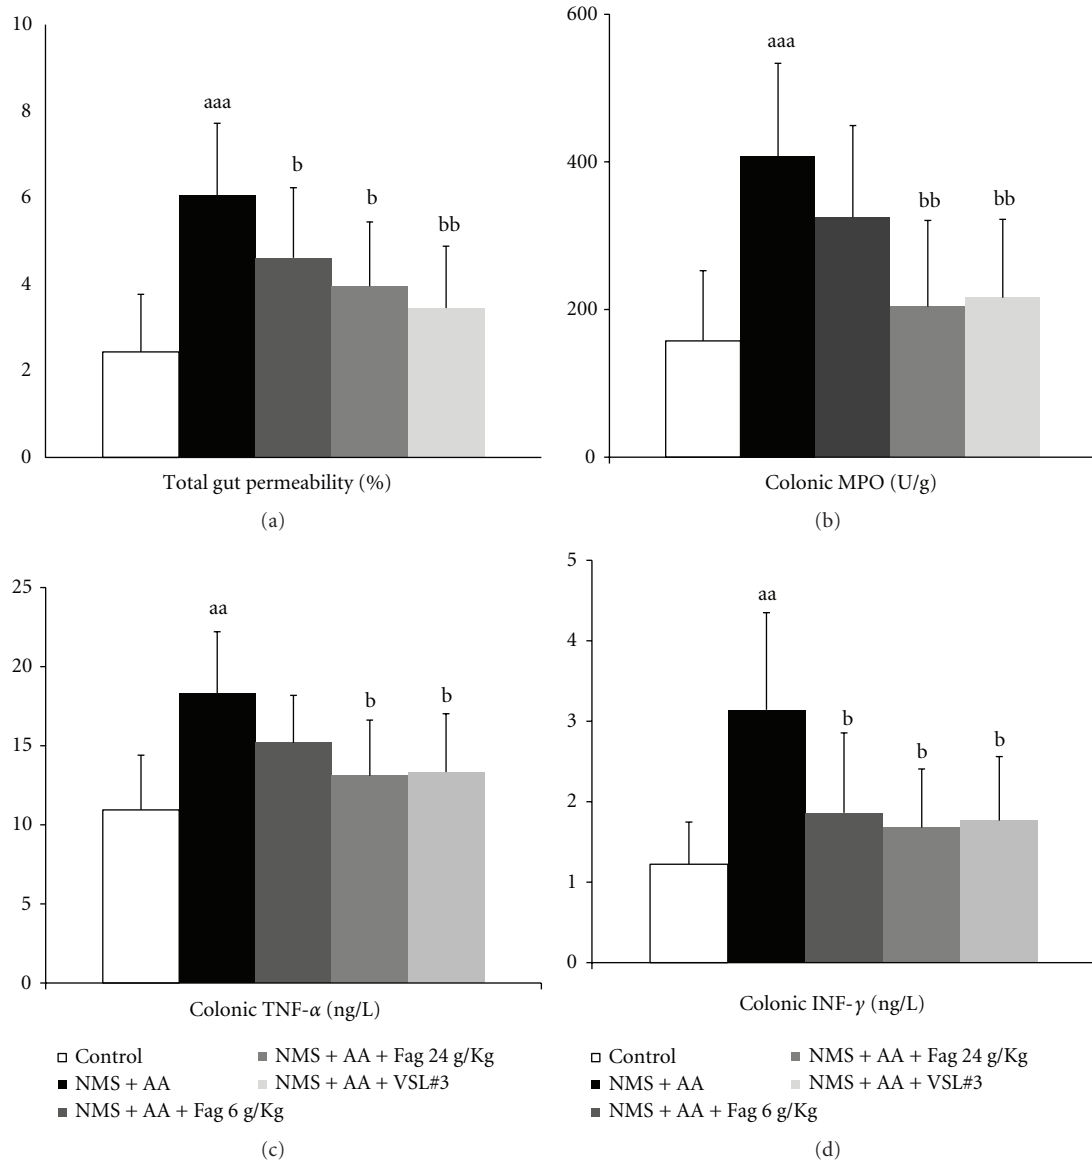 10
8
6
4
2
0
aaa
b
b
bb
Total gut permeability (%)
(a)
600
400
200
0
aaa
bb
bb
Colonic MPO (U/g)
(b)
25
20
15
10
5
0
aa
b
b
Colonic TNF-α (ng/L)
Control
NMS + AA
NMS + AA + Fag 6 g/Kg
NMS + AA + Fag 24 g/Kg
NMS + AA + VSL#3
(c)
5
4
3
2
1
0
aa
b
b
b
Colonic INF-γ (ng/L)
Control
NMS + AA
NMS + AA + Fag 6 g/Kg
NMS + AA + Fag 24 g/Kg
NMS + AA + VSL#3
(d)